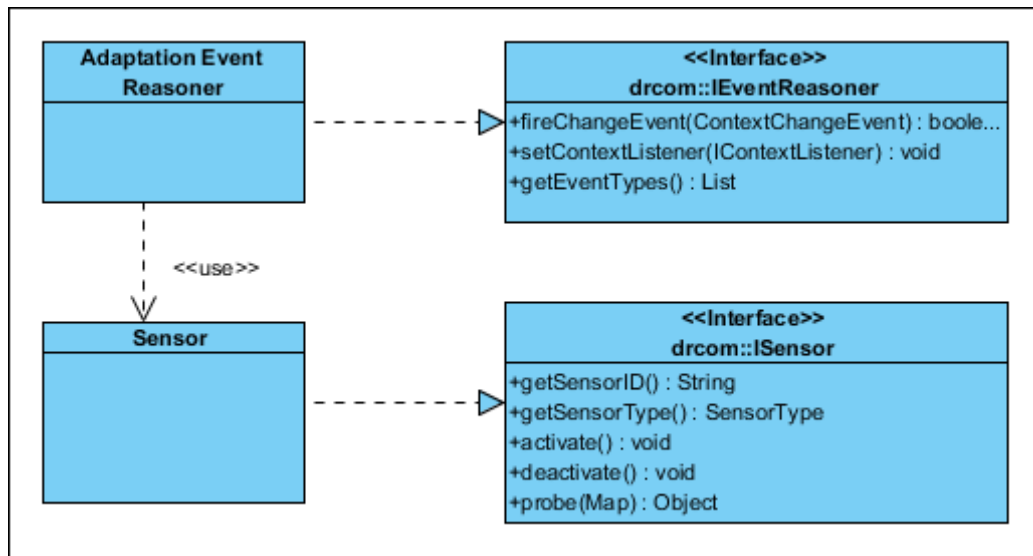 Adaptation Event
Reasoner
<<Interface>>
drcom::IEventReasoner
+fireChangeEvent(ContextChangeEvent) : boole...
+setContextListener(IContextListener) : void
+getEventTypes() : List
<<use>>
Sensor
<<Interface>>
drcom::ISensor
+getSensorID() : String
+getSensorType() : SensorType
+activate() : void
+deactivate() : void
+probe(Map) : Object